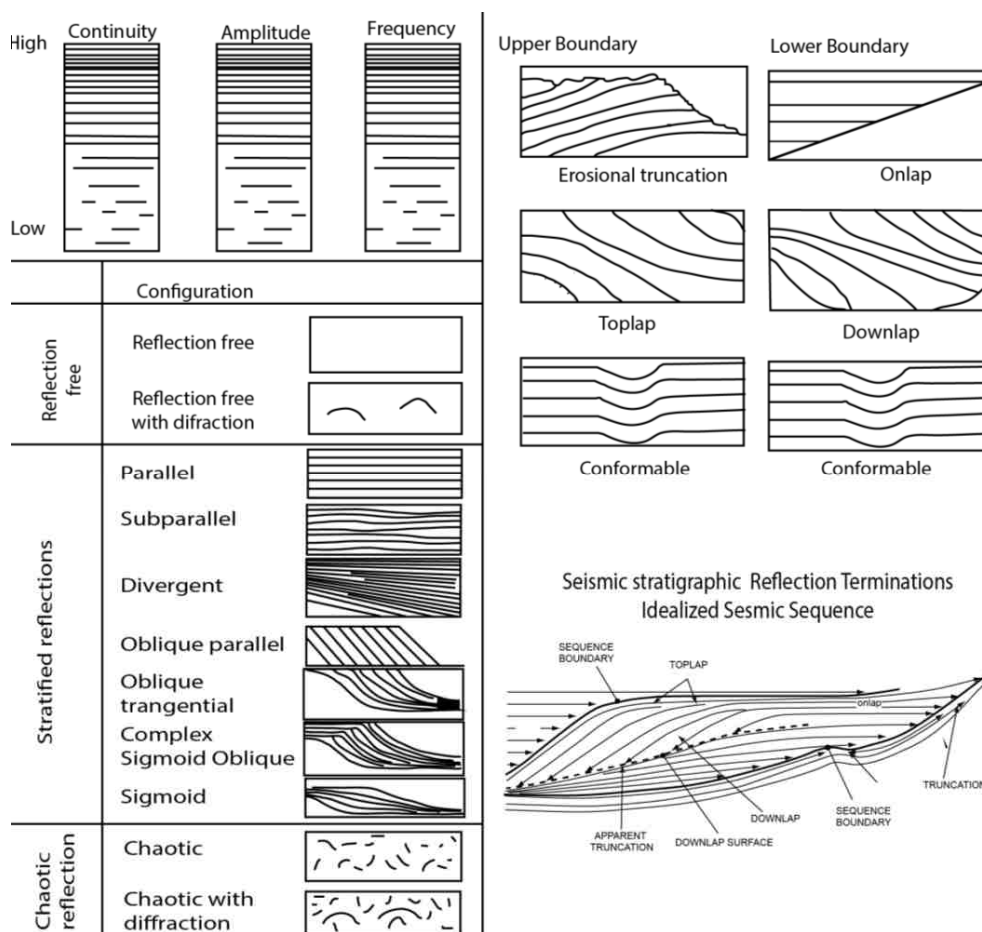 Continuity
Amplitude
Frequency
High
Low
Configuration
Reflection
free
Reflection free
Reflection free
with difraction
Stratified reflections
Parallel
Subparallel
Divergent
Oblique parallel
Oblique
trangential
Complex
Sigmoid Oblique
Sigmoid
Chaotic
reflection
Chaotic
Chaotic with
diffraction
Upper Boundary
Lower Boundary
Erosional truncation
Onlap
Toplap
Downlap
Conformable
Conformable
Seismic stratigraphic Reflection Terminations
Idealized Sesmic Sequence
SEQUENCE
BOUNDARY
TOPLAP
onlap
TRUNCATION
DOWNLAP
SEQUENCE
BOUNDARY
APPARENT
TRUNCATION
DOWNLAP SURFACE